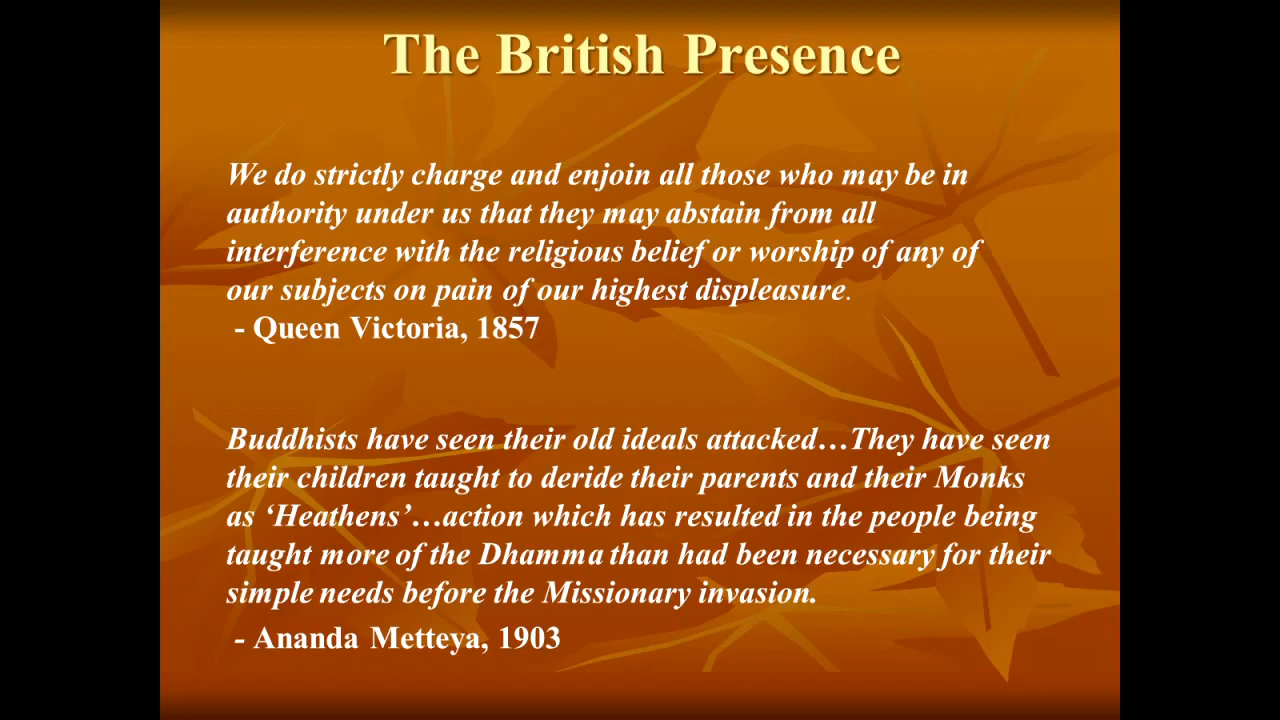 The British Presence
We do strictly charge and enjoin all those who may be in
authority under us that they may abstain from all
interference with the religious belief or worship of any of
our subjects on pain of our highest displeasure.
- Queen Victoria, 1857
Buddhists have seen their old ideals attacked…They have seen
their children taught to deride their parents and their Monks
as ‘Heathens’…action which has resulted in the people being
taught more of the Dhamma than had been necessary for their
simple needs before the Missionary invasion.
- Ananda Metteya, 1903